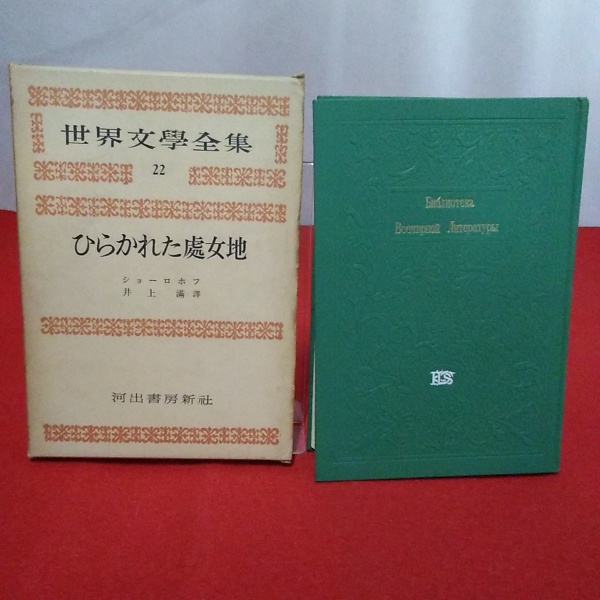 世界文學全集
22
ひらかれた處女地
ショーロホフ
井上 滿 譯
河出書房新社
Библиотека
Всемирной Литературы